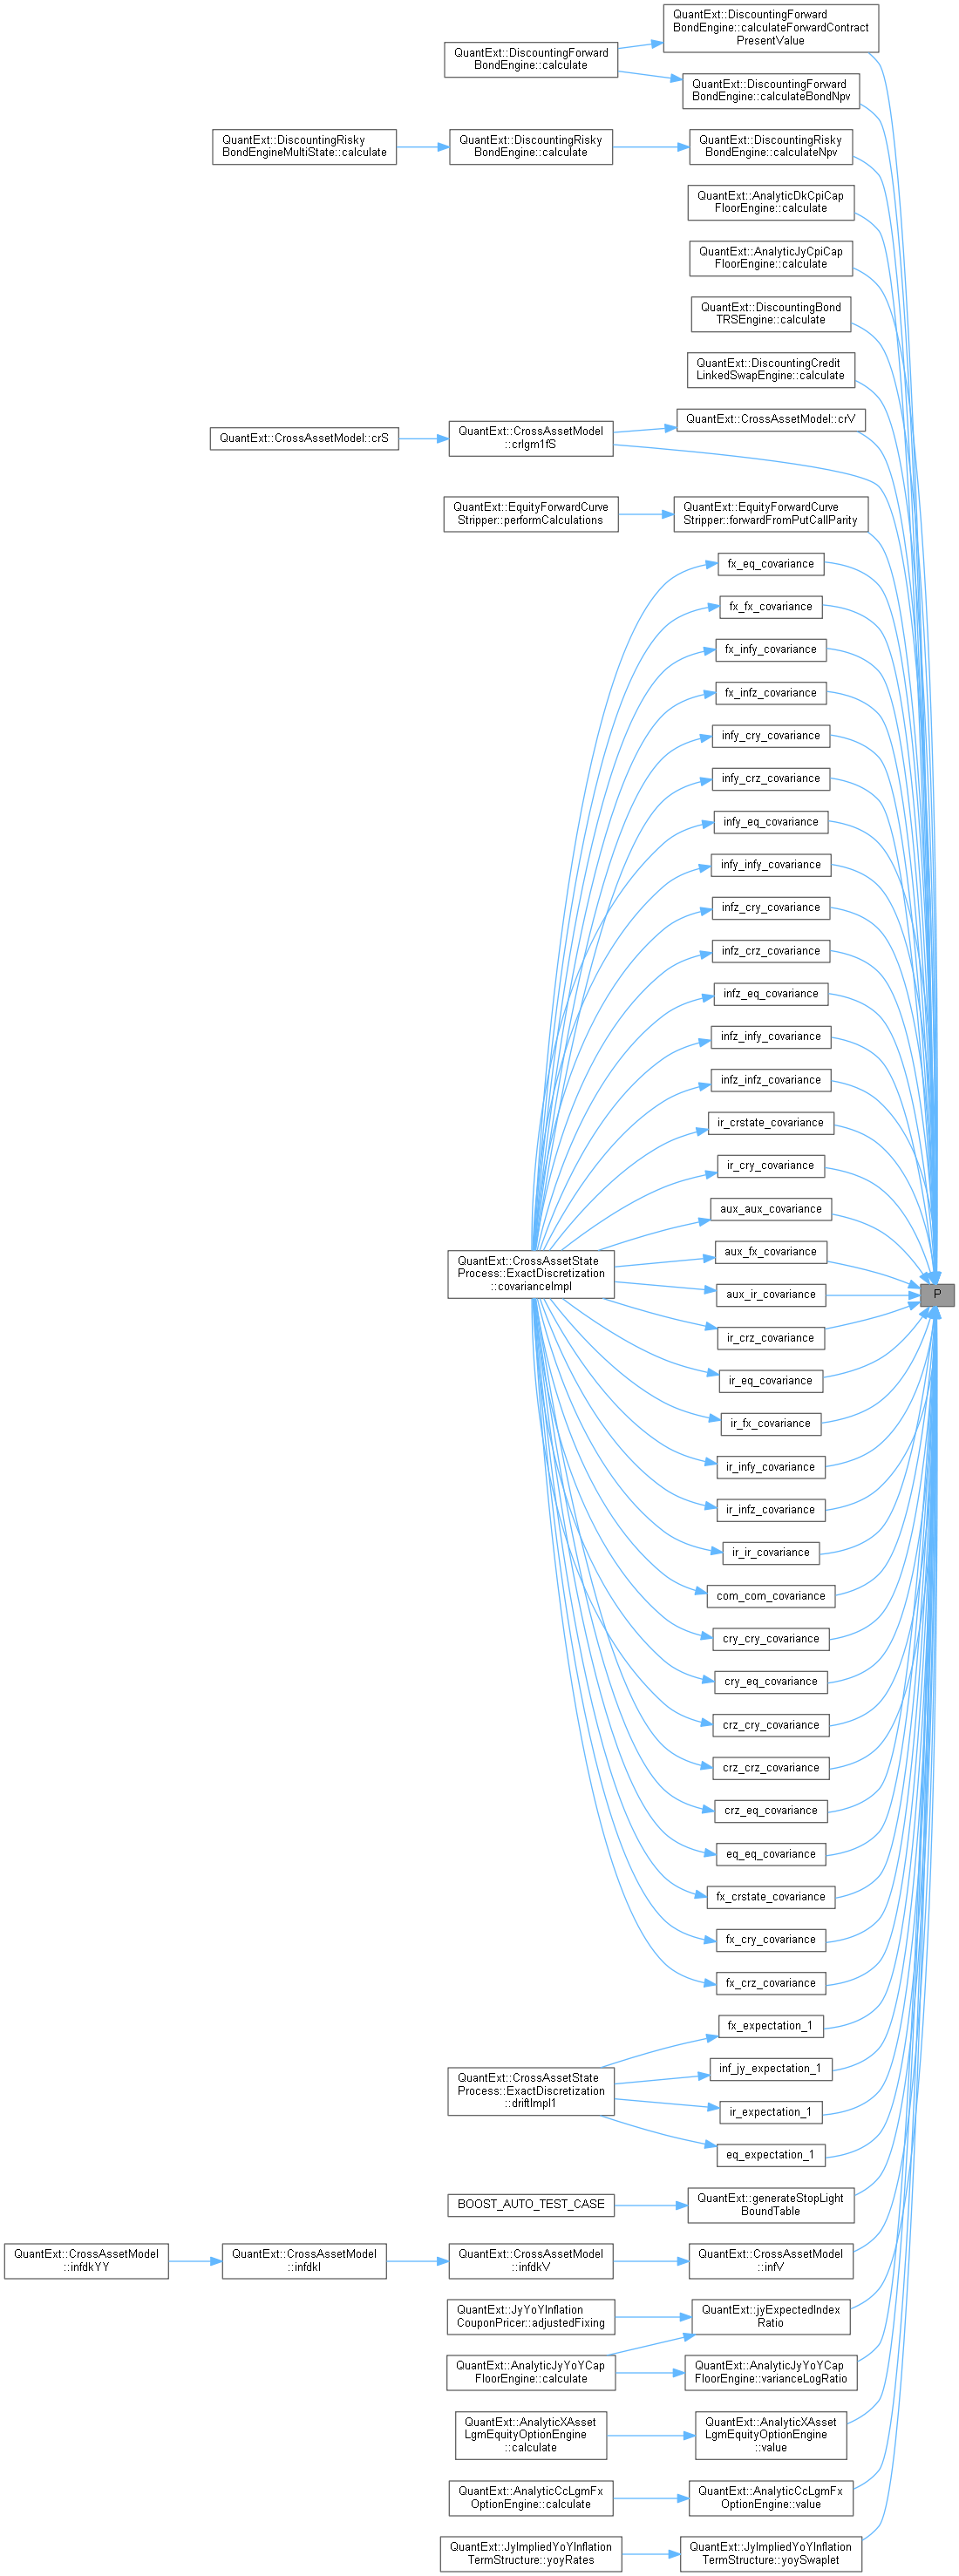 QuantExt::DiscountingForward
BondEngine::calculateForwardContract
PresentValue
QuantExt::DiscountingForward
BondEngine::calculate
QuantExt::DiscountingForward
BondEngine::calculateBondNpv
QuantExt::DiscountingRisky
BondEngineMultiState::calculate
QuantExt::DiscountingRisky
BondEngine::calculate
QuantExt::DiscountingRisky
BondEngine::calculateNpv
QuantExt::AnalyticDkCpiCap
FloorEngine::calculate
QuantExt::AnalyticJyCpiCap
FloorEngine::calculate
QuantExt::DiscountingBond
TRSEngine::calculate
QuantExt::DiscountingCredit
LinkedSwapEngine::calculate
QuantExt::CrossAssetModel::crS
QuantExt::CrossAssetModel
::crlgm1fS
QuantExt::CrossAssetModel::crV
QuantExt::EquityForwardCurve
Stripper::performCalculations
QuantExt::EquityForwardCurve
Stripper::forwardFromPutCallParity
fx_eq_covariance
fx_fx_covariance
fx_infy_covariance
fx_infz_covariance
infy_cry_covariance
infy_crz_covariance
infy_eq_covariance
infy_infy_covariance
infz_cry_covariance
infz_crz_covariance
infz_eq_covariance
infz_infy_covariance
infz_infz_covariance
ir_crstate_covariance
ir_cry_covariance
aux_aux_covariance
aux_fx_covariance
QuantExt::CrossAssetState
Process::ExactDiscretization
::covarianceImpl
aux_ir_covariance
P
ir_crz_covariance
ir_eq_covariance
ir_fx_covariance
ir_infy_covariance
ir_infz_covariance
ir_ir_covariance
com_com_covariance
cry_cry_covariance
cry_eq_covariance
crz_cry_covariance
crz_crz_covariance
crz_eq_covariance
eq_eq_covariance
fx_crstate_covariance
fx_cry_covariance
fx_crz_covariance
fx_expectation_1
QuantExt::CrossAssetState
Process::ExactDiscretization
::driftImpl1
inf_jy_expectation_1
ir_expectation_1
eq_expectation_1
BOOST_AUTO_TEST_CASE
QuantExt::generateStopLight
BoundTable
QuantExt::CrossAssetModel
::infdkYY
QuantExt::CrossAssetModel
::infdkI
QuantExt::CrossAssetModel
::infdkV
QuantExt::CrossAssetModel
::infV
QuantExt::JyYoYInflation
CouponPricer::adjustedFixing
QuantExt::jyExpectedIndex
Ratio
QuantExt::AnalyticJyYoYCap
FloorEngine::calculate
QuantExt::AnalyticJyYoYCap
FloorEngine::varianceLogRatio
QuantExt::AnalyticXAsset
LgmEquityOptionEngine
::calculate
QuantExt::AnalyticXAsset
LgmEquityOptionEngine
::value
QuantExt::AnalyticCcLgmFx
OptionEngine::calculate
QuantExt::AnalyticCcLgmFx
OptionEngine::value
QuantExt::JyImpliedYoYInflation
TermStructure::yoyRates
QuantExt::JyImpliedYoYInflation
TermStructure::yoySwaplet